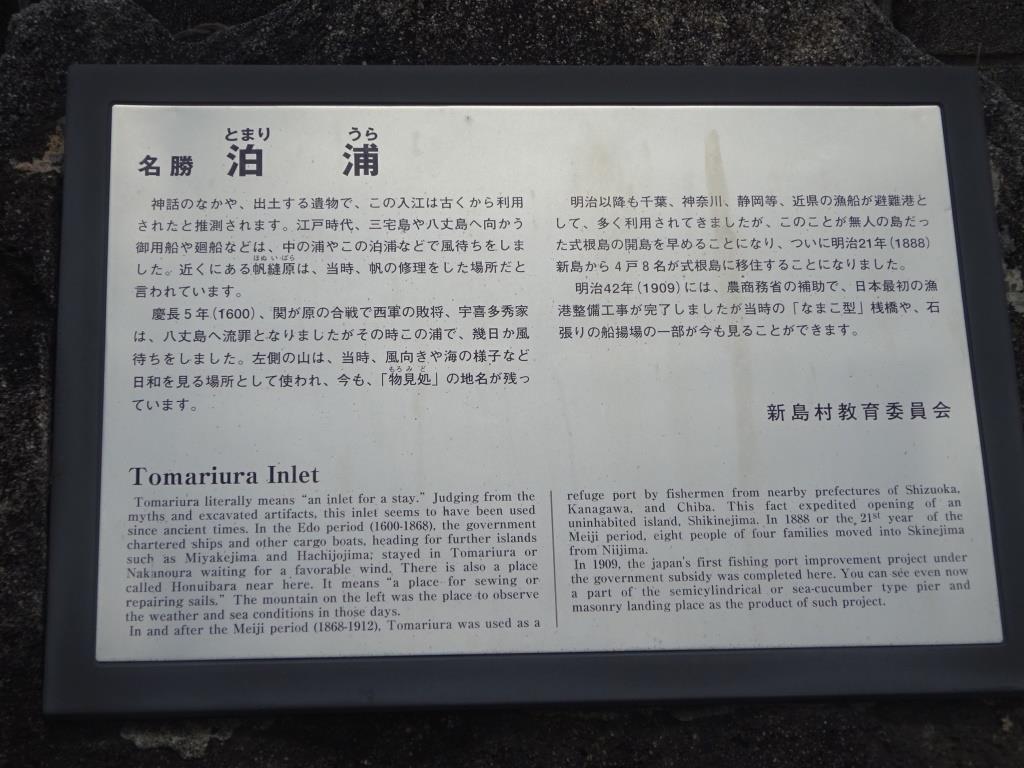 とまり うら
名勝 泊 浦
神話のなかや、出土する遺物で、この入江は古くから利用
されたと推測されます。江戸時代、三宅島や八丈島へ向かう
御用船や廻船などは、中の浦やこの泊浦などで風待ちをしま
した。近くにある帆縫原は、当時、帆の修理をした場所だと
ほぬいばら
言われています。
慶長5年(1600)、関が原の合戦で西軍の敗将、宇喜多秀家
は、八丈島へ流罪となりましたがその時この浦で、幾日か風
待ちをしました。左側の山は、当時、風向きや海の様子など
日和を見る場所として使われ、今も、「物見処」の地名が残っ
もろみど
ています。
明治以降も千葉、神奈川、静岡等、近県の漁船が避難港と
して、多く利用されてきましたが、このことが無人の島だっ
た式根島の開島を早めることになり、ついに明治21年(1888)
新島から4戸8名が式根島に移住することになりました。
明治42年(1909)には、農商務省の補助で、日本最初の漁
港整備工事が完了しましたが当時の「なまこ型」桟橋や、石
張りの船揚場の一部が今も見ることができます。
新島村教育委員会
Tomariura Inlet
Tomariura literally means “an inlet for a stay.” Judging from the
myths and excavated artifacts, this inlet seems to have been used
since ancient times. In the Edo period (1600-1868), the government
chartered ships and other cargo boats, heading for further islands
such as Miyakejima and Hachijojima; stayed in Tomariura or
Nakanoura waiting for a favorable wind. There is also a place
called Honuibara near here. It means “a place for sewing or
repairing sails.” The mountain on the left was the place to observe
the weather and sea conditions in those days.
In and after the Meiji period (1868-1912), Tomariura was used as a
refuge port by fishermen from nearby prefectures of Shizuoka,
Kanagawa, and Chiba. This fact expedited opening of an
uninhabited island, Shikinejima. In 1888 or the 21st year of the
Meiji period, eight people of four families moved into Skinejima
from Niijima.
In 1909, the japan's first fishing port improvement project under
the government subsidy was completed here. You can see even now
a part of the semicylindrical or sea-cucumber type pier and
masonry landing place as the product of such project.